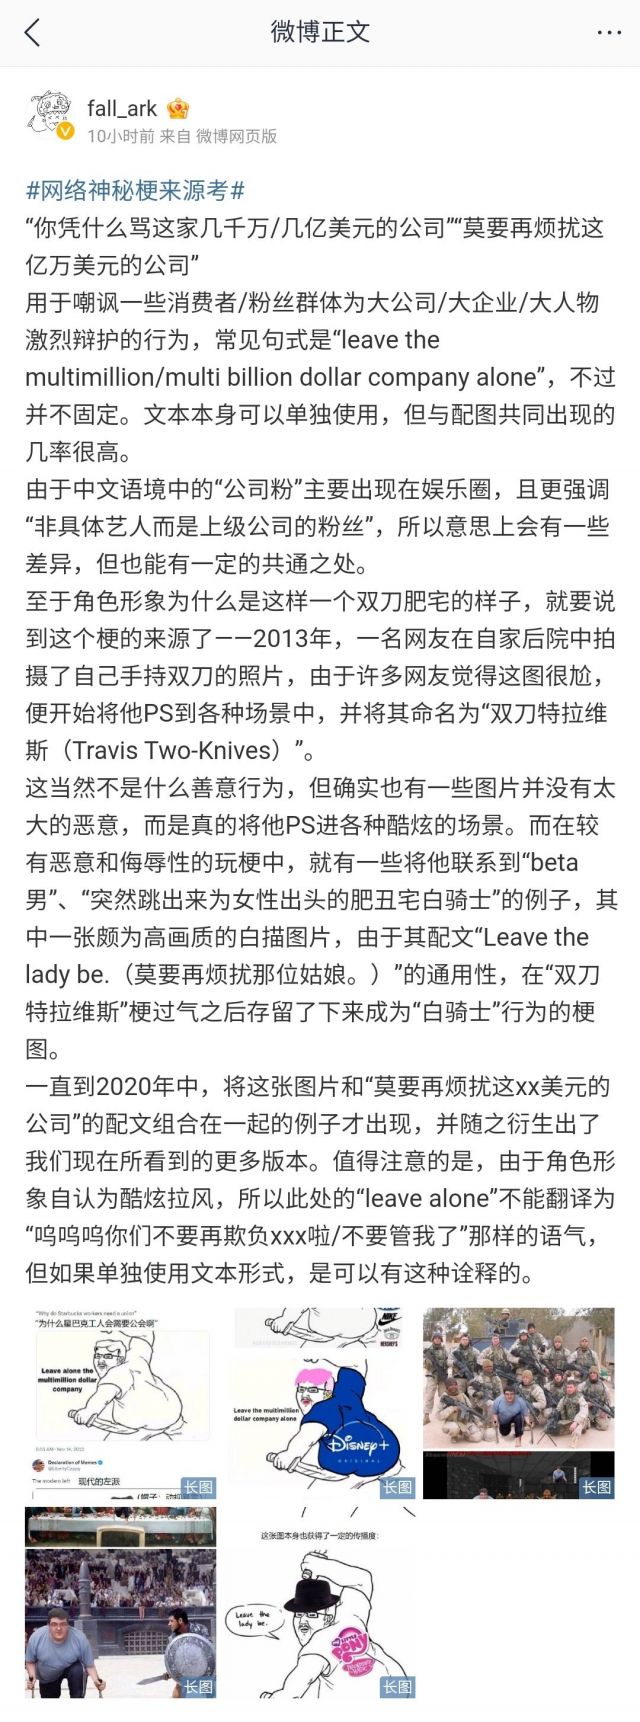 微博正文
fall_ark
10小时前 来自 微博网页版
#网络神秘梗来源考#
“你凭什么骂这家几千万/几亿美元的公司”“莫要再烦扰这
亿万美元的公司”
用于嘲讽一些消费者/粉丝群体为大公司/大企业/大人物
激烈辩护的行为，常见句式是“leave the
multimillion/multi billion dollar company alone”，不过
并不固定。文本本身可以单独使用，但与配图共同出现的
几率很高。
由于中文语境中的“公司粉”主要出现在娱乐圈，且更强调
“非具体艺人而是上级公司的粉丝”，所以意思上会有一些
差异，但也能有一定的共通之处。
至于角色形象为什么是这样一个双刀肥宅的样子，就要说
到这个梗的来源了——2013年，一名网友在自家后院中拍
摄了自己手持双刀的照片，由于许多网友觉得这图很尬，
便开始将他PS到各种场景中，并将其命名为“双刀特拉维
斯（Travis Two-Knives）”。
这当然不是什么善意行为，但确实也有一些图片并没有太
大的恶意，而是真的将他PS进各种酷炫的场景。而在较
有恶意和侮辱性的玩梗中，就有一些将他联系到“beta
男”、“突然跳出来为女性出头的肥丑宅白骑士”的例子，其
中一张颇为高画质的白描图片，由于其配文“Leave the
lady be.（莫要再烦扰那位姑娘。）”的通用性，在“双刀
特拉维斯”梗过气之后存留了下来成为“白骑士”行为的梗
图。
一直到2020年中，将这张图片和“莫要再烦扰这xx美元的
公司”的配文组合在一起的例子才出现，并随之衍生出了
我们现在所看到的更多版本。值得注意的是，由于角色形
象自认为酷炫拉风，所以此处的“leave alone”不能翻译为
“呜呜呜你们不要再欺负xxx啦/不要管我了”那样的语气，
但如果单独使用文本形式，是可以有这种诠释的。
"Why do Starbucks workers need a union"
“为什么星巴克工人会需要公会啊”
Leave alone the
multimillion dollar
company
Declaration of Memes
The modern left 现代的左派
长图
NIKE
HERSHEY'S
Leave the multimillion
dollar company alone
Disney+
ORIGINAL
长图
长图
长图
这张图本身也获得了一定的传播度：
Leave the
lady be.
MY LITTLE
PONY
长图